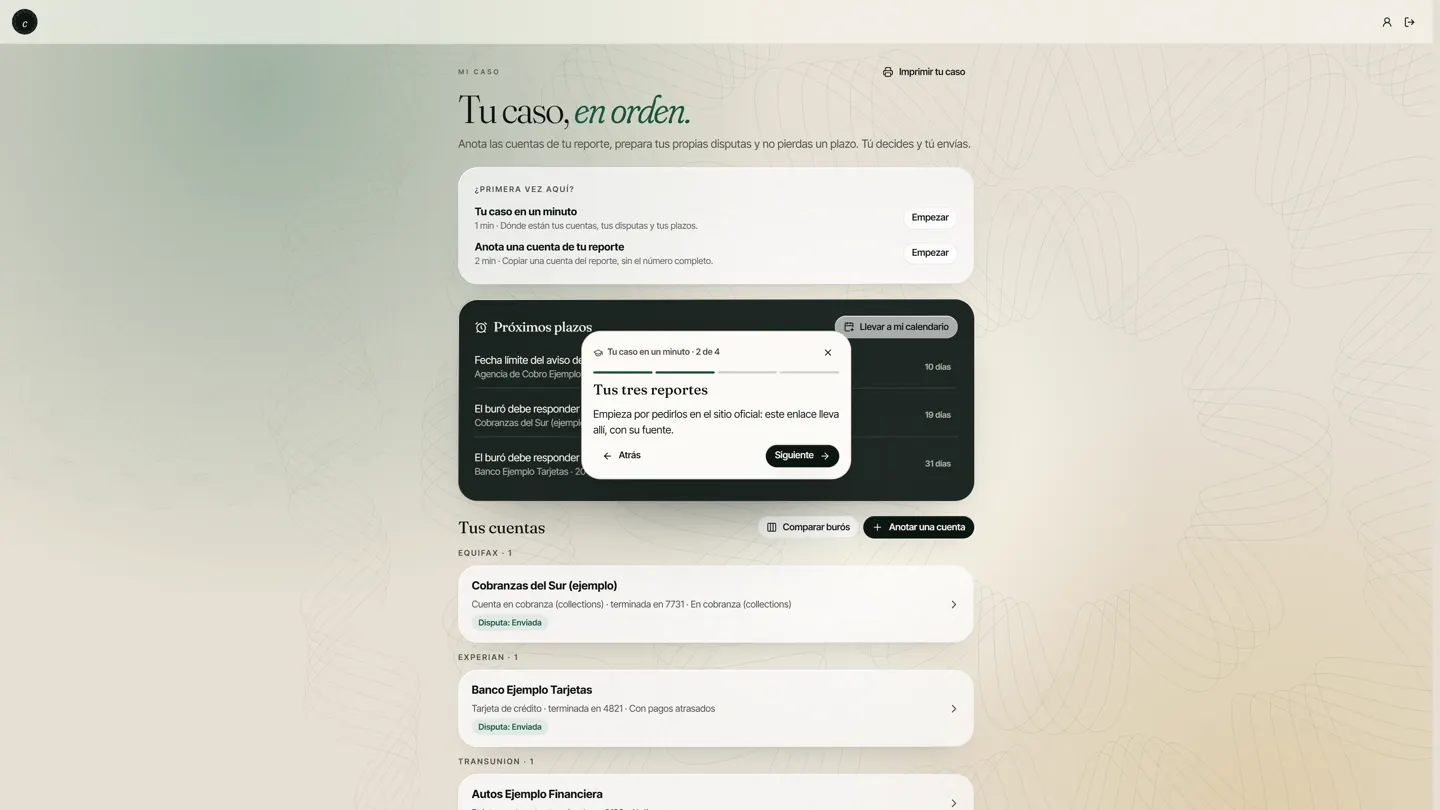 c
MI CASO
Imprimir tu caso
Tu caso, en orden.
Anota las cuentas de tu reporte, prepara tus propias disputas y no pierdas un plazo. Tú decides y tú envías.
¿PRIMERA VEZ AQUÍ?
Tu caso en un minuto
1 min · Dónde están tus cuentas, tus disputas y tus plazos.
Empezar
Anota una cuenta de tu reporte
2 min · Copiar una cuenta del reporte, sin el número completo.
Empezar
Próximos plazos
Llevar a mi calendario
Fecha límite del aviso de
Agencia de Cobro Ejemplo
10 días
El buró debe responder
Cobranzas del Sur (ejemplo
19 días
El buró debe responder
Banco Ejemplo Tarjetas · 20
31 días
Tu caso en un minuto · 2 de 4
Tus tres reportes
Empieza por pedirlos en el sitio oficial: este enlace lleva
allí, con su fuente.
Atrás
Siguiente
Tus cuentas
Comparar burós
Anotar una cuenta
EQUIFAX · 1
Cobranzas del Sur (ejemplo)
Cuenta en cobranza (collections) · terminada en 7731 · En cobranza (collections)
Disputa: Enviada
EXPERIAN · 1
Banco Ejemplo Tarjetas
Tarjeta de crédito · terminada en 4821 · Con pagos atrasados
Disputa: Enviada
TRANSUNION · 1
Autos Ejemplo Financiera